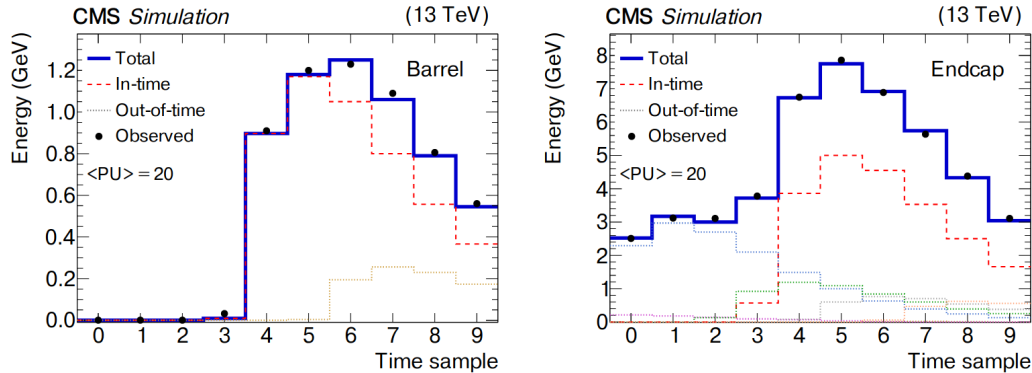 CMS Simulation (13 TeV)
Energy (GeV)
1.2
1.0
0.8
0.6
0.4
0.2
0.0
Total
In-time
Out-of-time
Observed
<PU> = 20
Barrel
0 1 2 3 4 5 6 7 8 9
Time sample
CMS Simulation (13 TeV)
Energy (GeV)
8
7
6
5
4
3
2
1
0
Total
In-time
Out-of-time
Observed
<PU> = 20
Endcap
0 1 2 3 4 5 6 7 8 9
Time sample